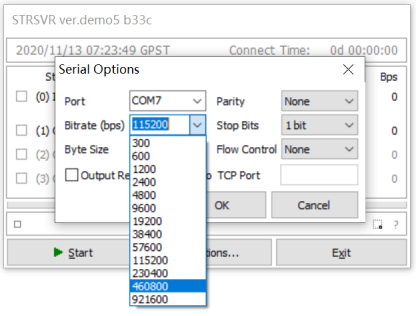 STRSVR ver.demo5 b33c
2020/11/13 07:23:49 GPST Connect Time: 0d 00:00:00
Serial Options
Bps
Port COM7 Parity None
(0) 0
Bitrate (bps) 115200 Stop Bits 1 bit
(1) 0
Byte Size Flow Control None
(2) 0
Output TCP Port
(3) 0
300
600
1200
2400
4800
9600
19200
38400
57600
115200
230400
460800
921600
OK Cancel
?
Start Exit